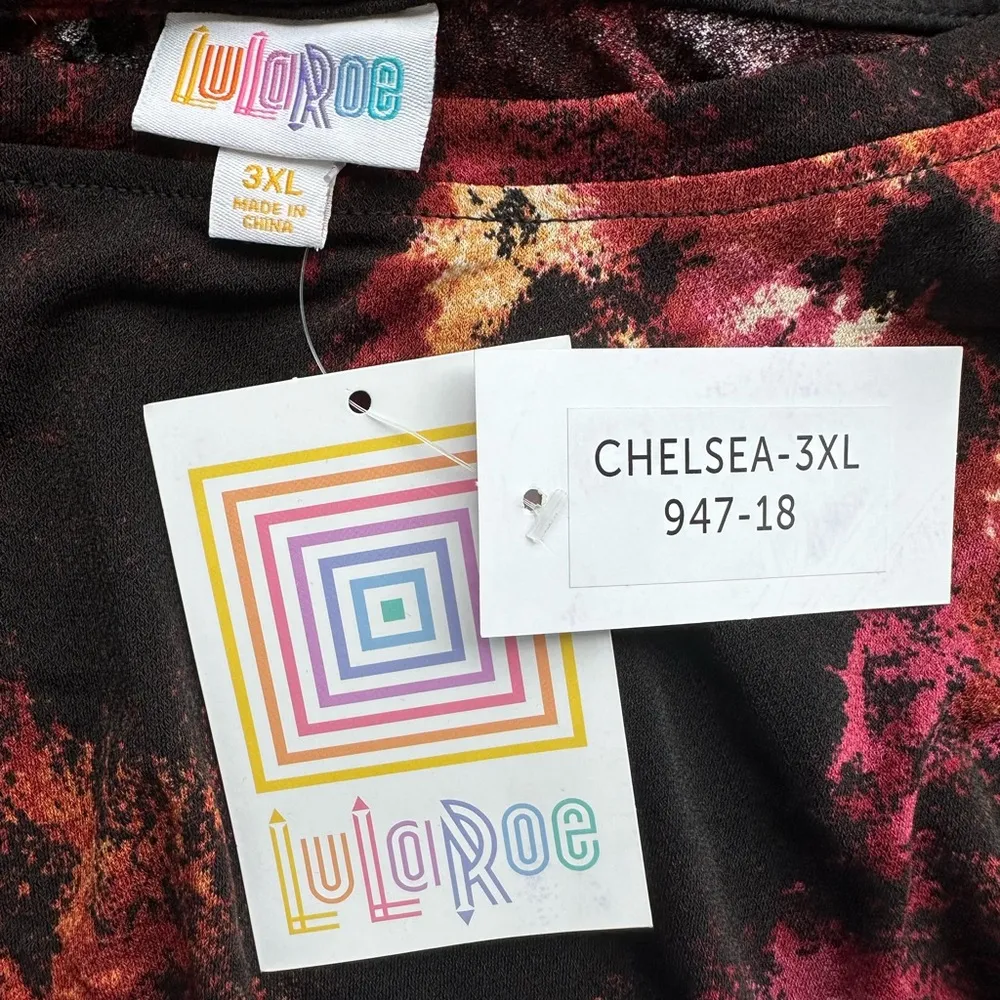 LuLaRoe
3XL
MADE IN
CHINA
CHELSEA-3XL
947-18
LuLaRoe